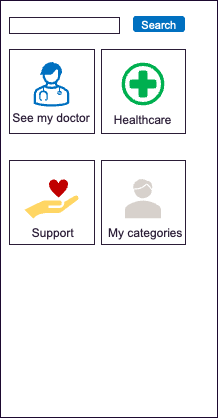 Search
See my doctor
Healthcare
Support
My categories